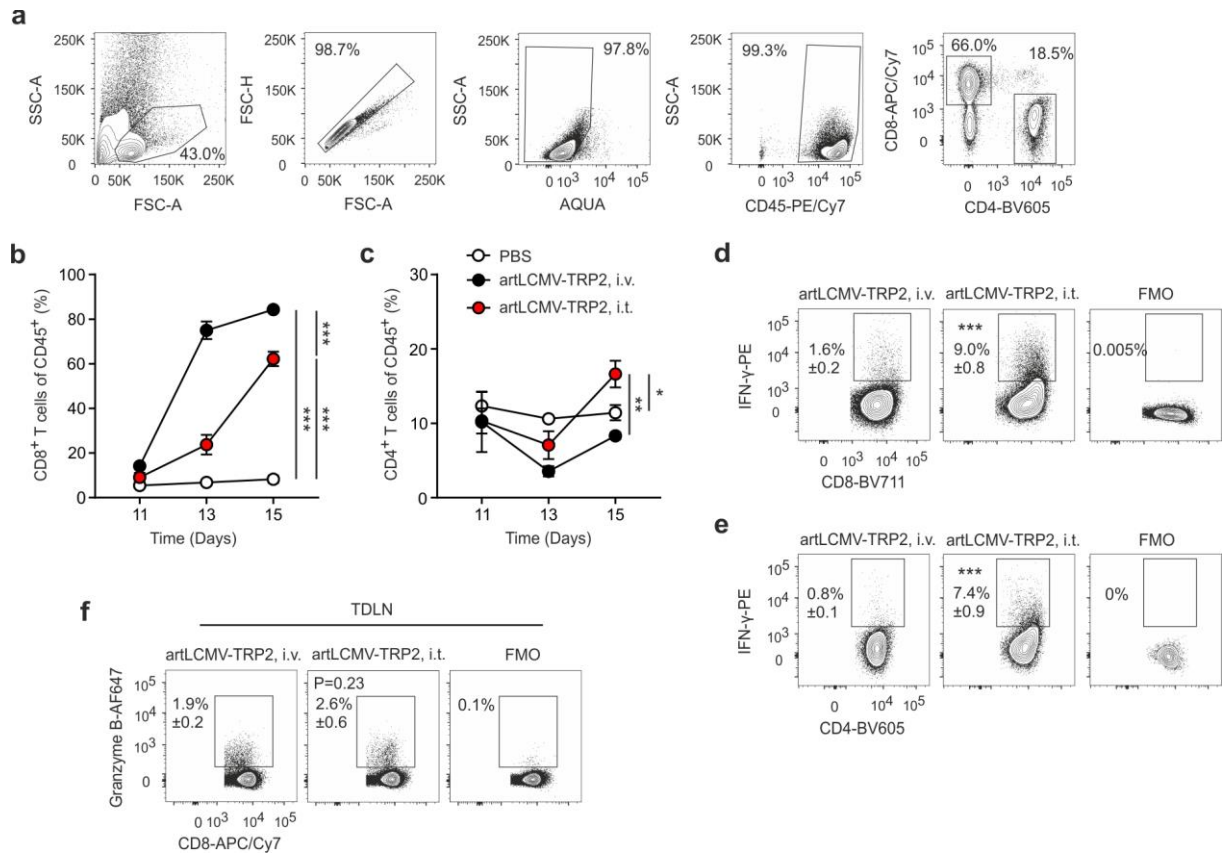 a
250K
200K
150K
100K
50K
0
SSC-A
43.0%
0 50K 150K 250K
FSC-A
98.7%
250K
200K
150K
100K
50K
0
FSC-H
0 50K 150K 250K
FSC-A
97.8%
250K
200K
150K
100K
50K
0
SSC-A
0 10³ 10⁴ 10⁵
AQUA
99.3%
250K
200K
150K
100K
50K
0
SSC-A
0 10³ 10⁴ 10⁵
CD45-PE/Cy7
66.0%
18.5%
10⁵
10⁴
10³
0
CD8-APC/Cy7
0 10³ 10⁴ 10⁵
CD4-BV605
b
100
80
60
40
20
0
CD8⁺ T cells of CD45⁺ (%)
11 13 15
Time (Days)
***
***
***
c
PBS
artLCMV-TRP2, i.v.
artLCMV-TRP2, i.t.
30
20
10
0
CD4⁺ T cells of CD45⁺ (%)
11 13 15
Time (Days)
**
*
d
artLCMV-TRP2, i.v. artLCMV-TRP2, i.t. FMO
10⁵
10⁴
10³
0
IFN-γ-PE
1.6%
±0.2
***
9.0%
±0.8
0.005%
0 10³ 10⁴ 10⁵
CD8-BV711
e
artLCMV-TRP2, i.v. artLCMV-TRP2, i.t. FMO
10⁵
10⁴
10³
0
IFN-γ-PE
0.8%
±0.1
***
7.4%
±0.9
0%
0 10⁴ 10⁵
CD4-BV605
f
TDLN
artLCMV-TRP2, i.v. artLCMV-TRP2, i.t. FMO
10⁵
10⁴
10³
0
Granzyme B-AF647
1.9%
±0.2
P=0.23
2.6%
±0.6
0.1%
0 10³ 10⁴ 10⁵
CD8-APC/Cy7